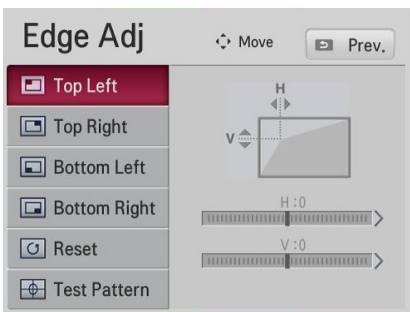 Edge Adj
Move
Prev.
Top Left
Top Right
Bottom Left
Bottom Right
Reset
Test Pattern
H
V
H :0
V :0